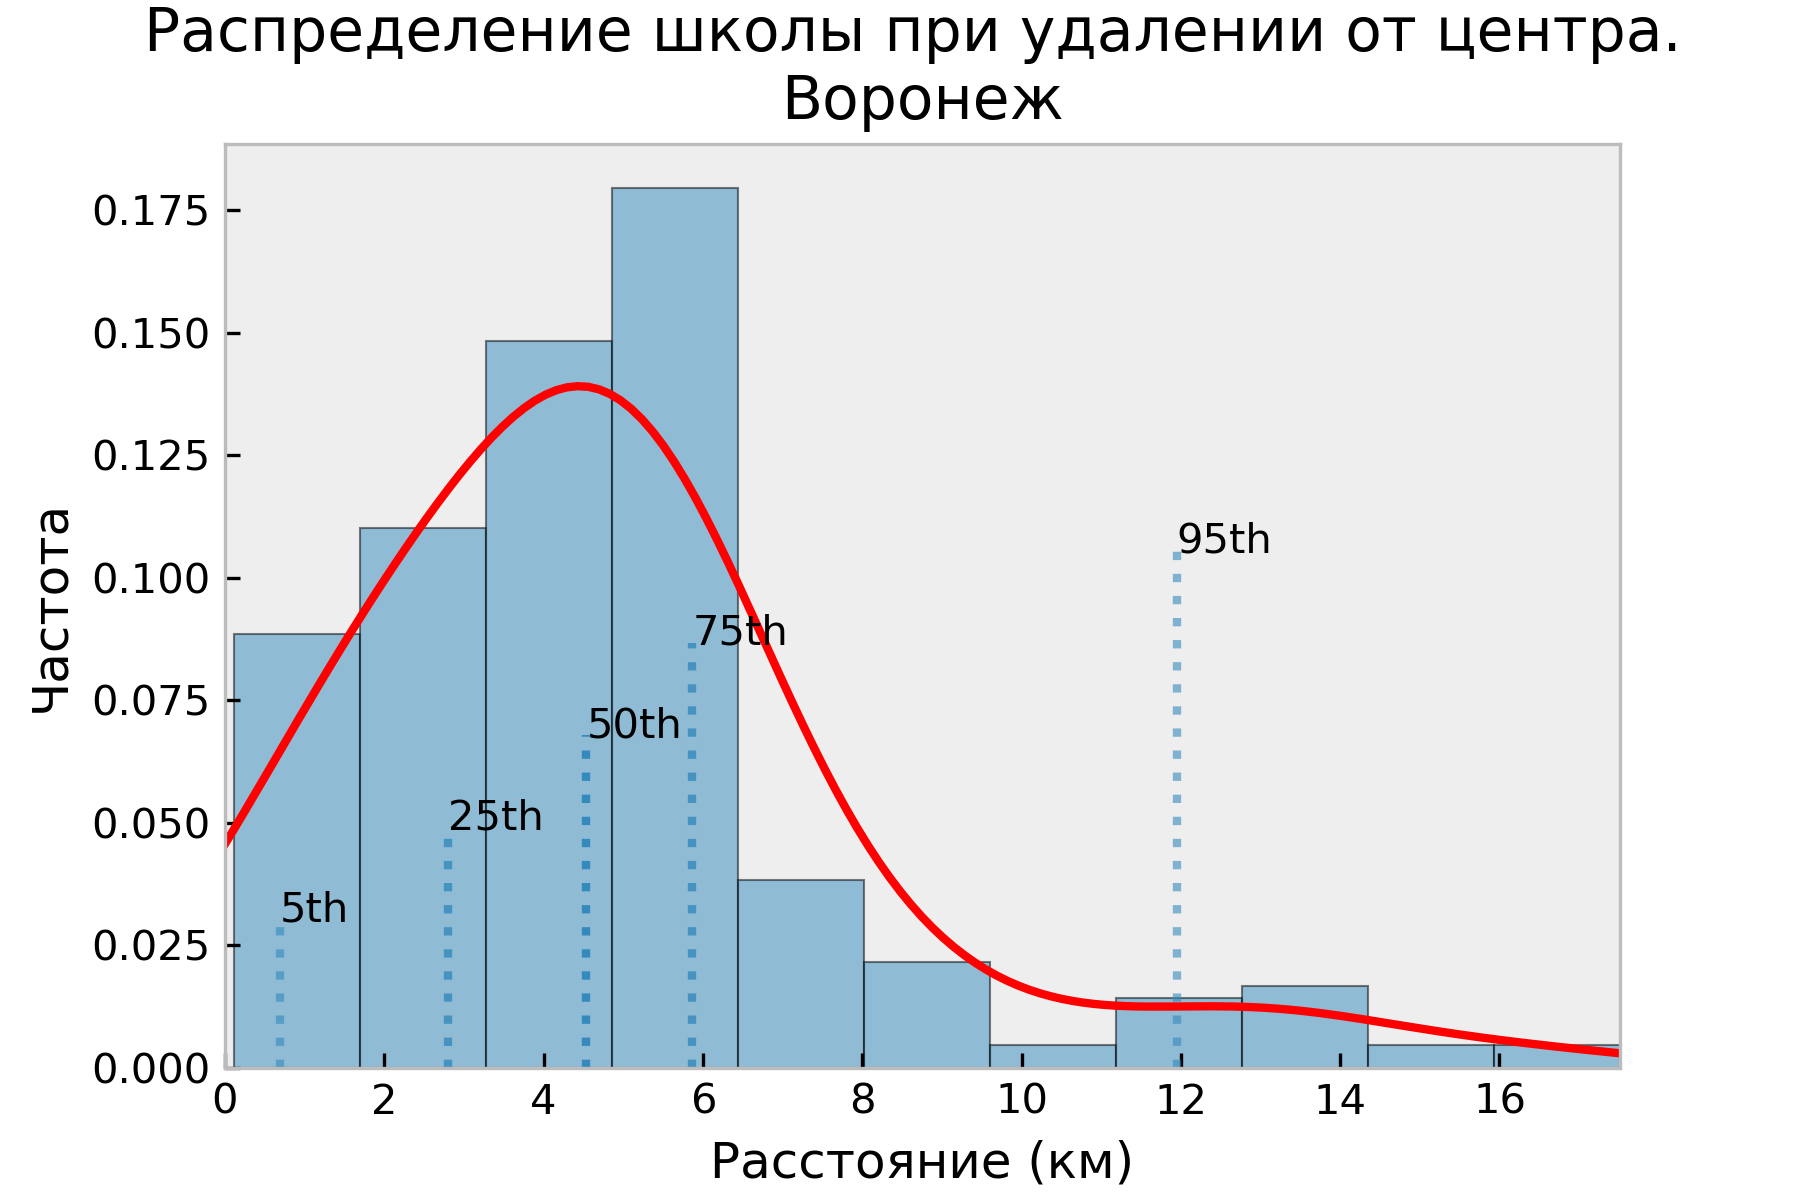 Распределение школы при удалении от центра.
Воронеж
0.175
0.150
0.125
0.100
0.075
0.050
0.025
0.000
Частота
95th
75th
50th
25th
5th
0 2 4 6 8 10 12 14 16
Расстояние (км)